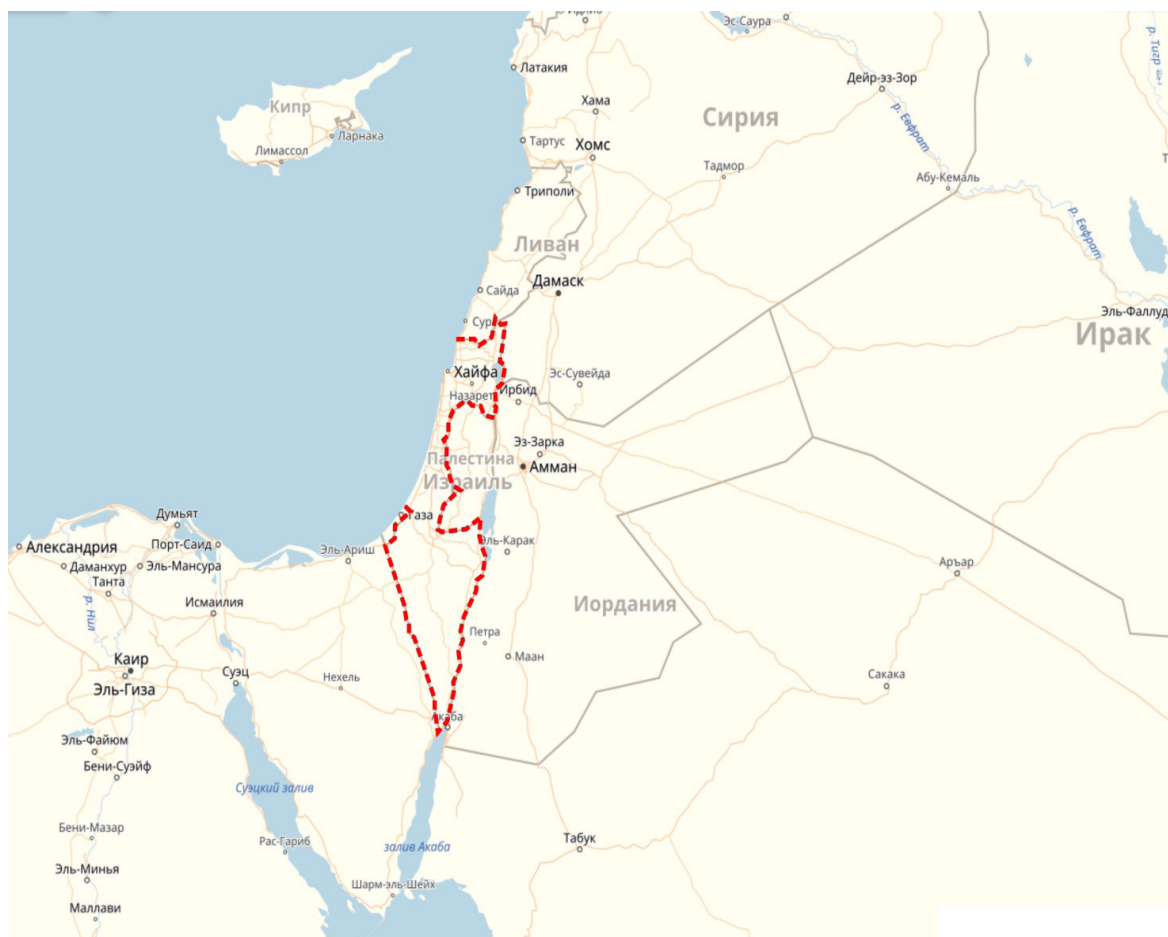 Идлиб
Эс-Саура
р. Тигр
Латакия
Дейр-эз-Зор
Хама
Кипр
Сирия
р. Евфрат
Ларнака
Тартус
Хомс
Лимассол
Тадмор
Абу-Кемаль
Триполи
р. Евфрат
Ливан
Дамаск
Сайда
Эль-Фаллуд
Сур
Ирак
Хайфа
Эс-Сувейда
Назарет
Ирбид
Эз-Зарка
Палестина
Амман
Израиль
Думьят
Газа
Александрия
Порт-Саид
Эль-Ариш
Эль-Карак
Даманхур
Эль-Мансура
Аръар
Танта
р. Нил
Исмаилия
Иордания
Петра
Каир
Маан
Суэц
Нехель
Сакака
Эль-Гиза
Акаба
Эль-Файюм
Бени-Суэйф
Суэцкий залив
Бени-Мазар
Рас-Гариб
залив Акаба
Табук
Эль-Минья
Шарм-эль-Шейх
Маллави